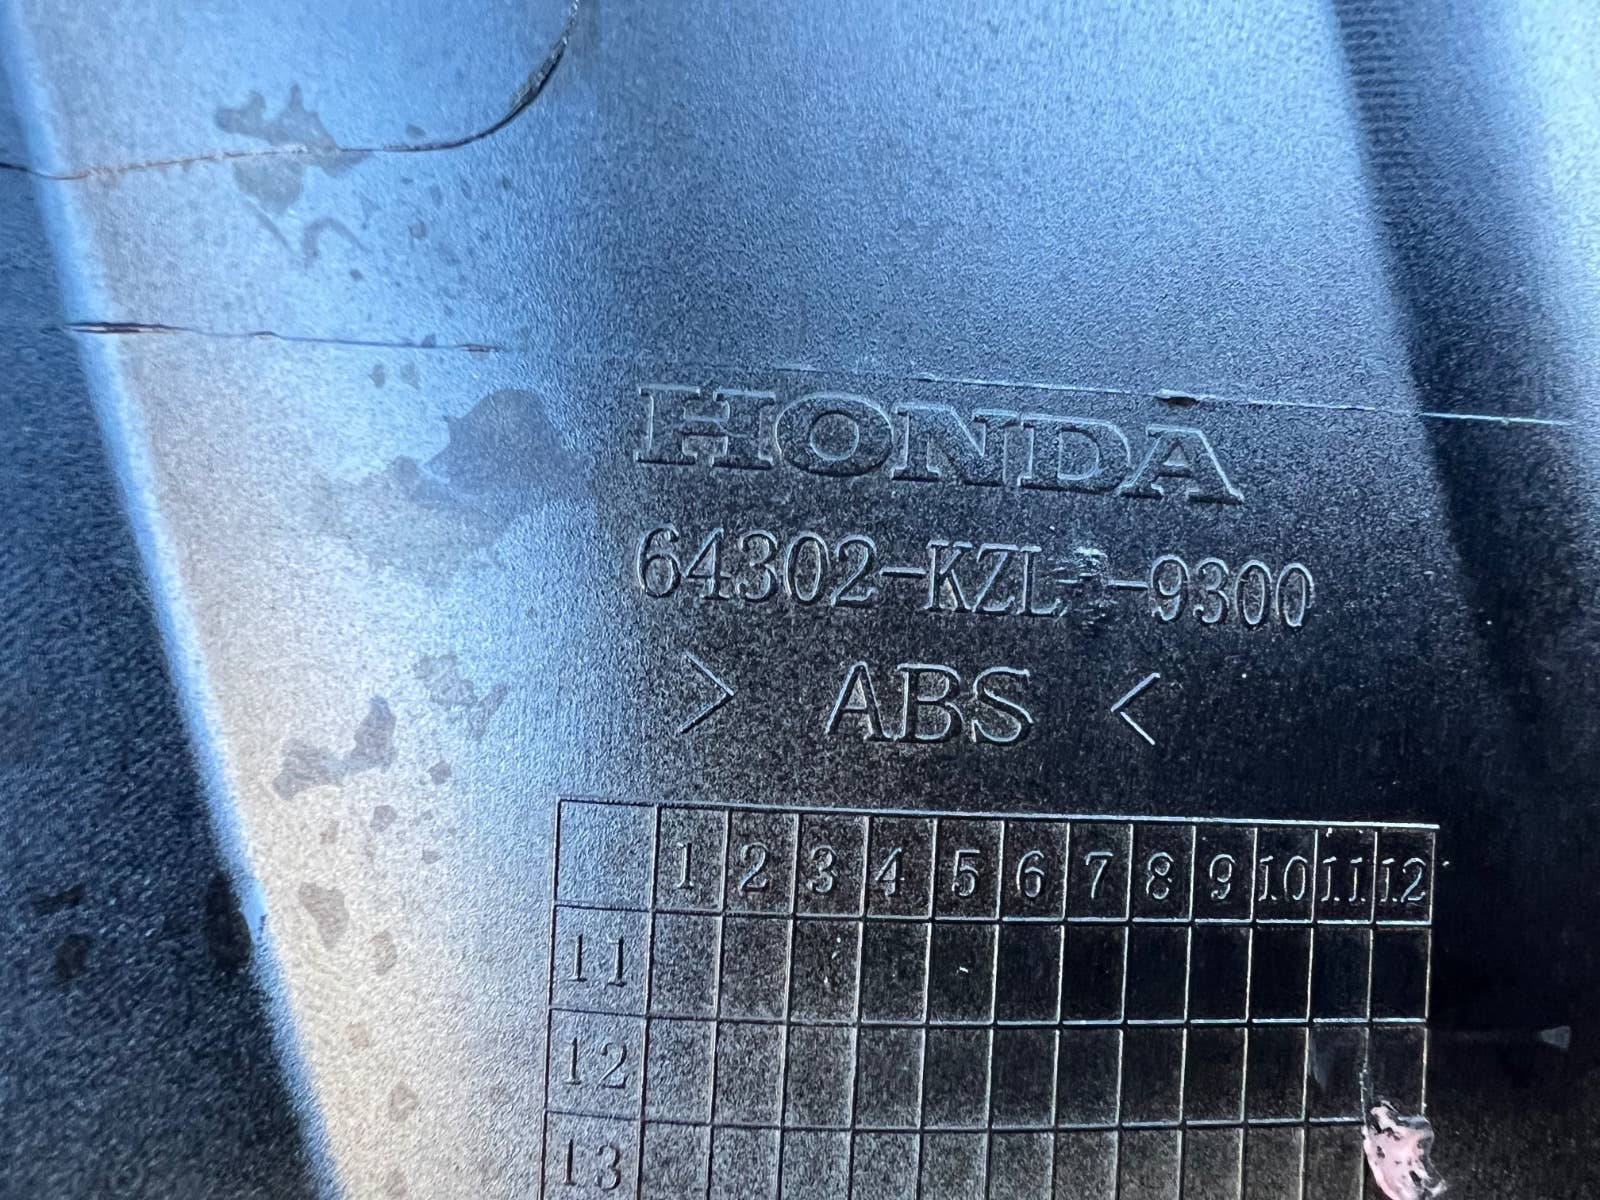 HONDA
64302-KZL-9300
> ABS <
1 2 3 4 5 6 7 8 9 10 11 12
11
12
13